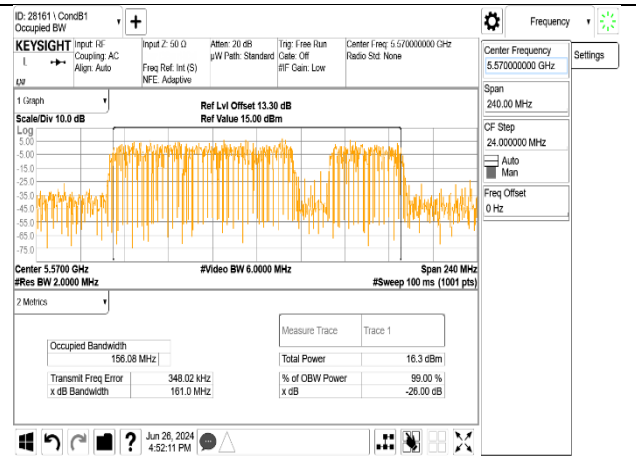 ID: 28161 \ CondB1
Occupied BW
Frequency
KEYSIGHT
L
Input: RF
Coupling: AC
Align: Auto
Input Z: 50 Ω
Freq Ref: Int (S)
NFE: Adaptive
Atten: 20 dB
µW Path: Standard
Trig: Free Run
Gate: Off
#IF Gain: Low
Center Freq: 5.570000000 GHz
Radio Std: None
1 Graph
Scale/Div 10.0 dB
Ref Lvl Offset 13.30 dB
Ref Value 15.00 dBm
Log
5.00
-5.00
-15.0
-25.0
-35.0
-45.0
-55.0
-65.0
-75.0
Center 5.5700 GHz
#Video BW 6.0000 MHz
Span 240 MHz
#Res BW 2.0000 MHz
#Sweep 100 ms (1001 pts)
2 Metrics
Measure Trace
Trace 1
Occupied Bandwidth
156.08 MHz
Total Power
16.3 dBm
Transmit Freq Error
348.02 kHz
% of OBW Power
99.00 %
x dB Bandwidth
161.0 MHz
x dB
-26.00 dB
Jun 26, 2024
4:52:11 PM
Center Frequency
5.570000000 GHz
Settings
Span
240.00 MHz
CF Step
24.000000 MHz
Auto
Man
Freq Offset
0 Hz